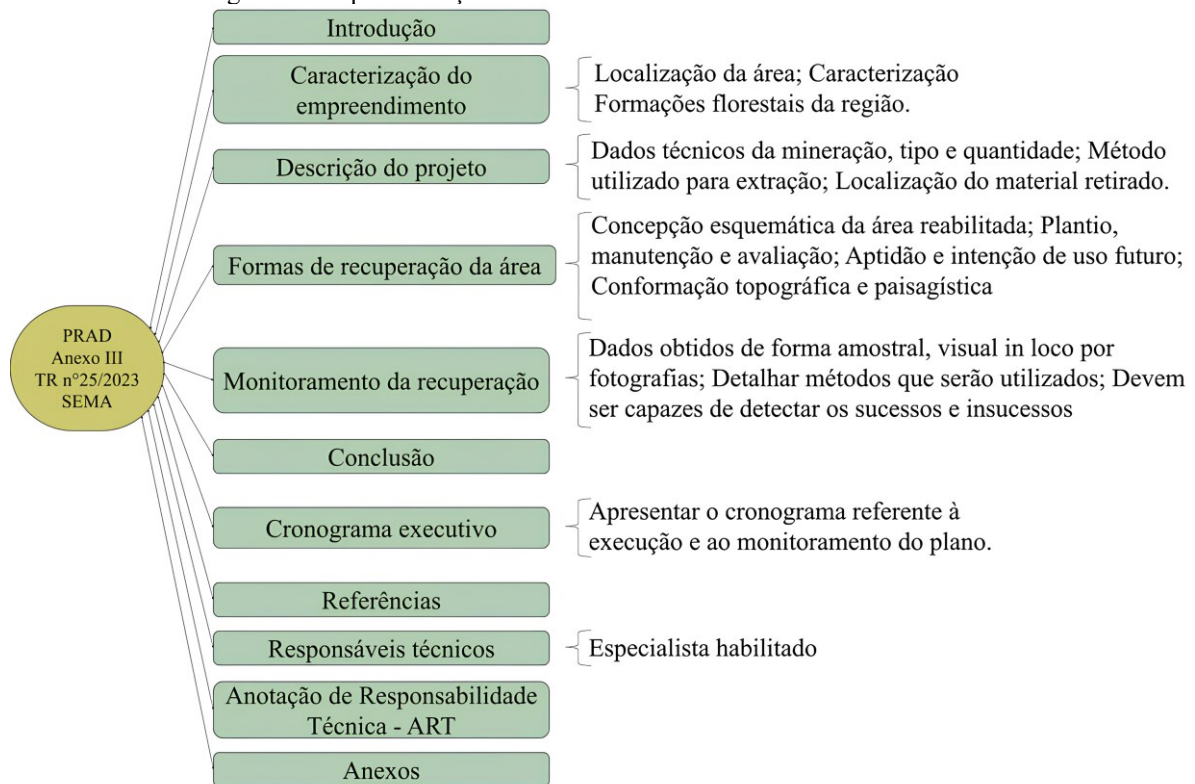 Introdução
Caracterização do
empreendimento
Localização da área; Caracterização
Formações florestais da região.
Descrição do projeto
Dados técnicos da mineração, tipo e quantidade; Método
utilizado para extração; Localização do material retirado.
Formas de recuperação da área
Concepção esquemática da área reabilitada; Plantio,
manutenção e avaliação; Aptidão e intenção de uso futuro;
Conformação topográfica e paisagística
PRAD
Anexo III
TR n°25/2023
SEMA
Monitoramento da recuperação
Dados obtidos de forma amostral, visual in loco por
fotografias; Detalhar métodos que serão utilizados; Devem
ser capazes de detectar os sucessos e insucessos
Conclusão
Cronograma executivo
Apresentar o cronograma referente à
execução e ao monitoramento do plano.
Referências
Responsáveis técnicos
Especialista habilitado
Anotação de Responsabilidade
Técnica - ART
Anexos